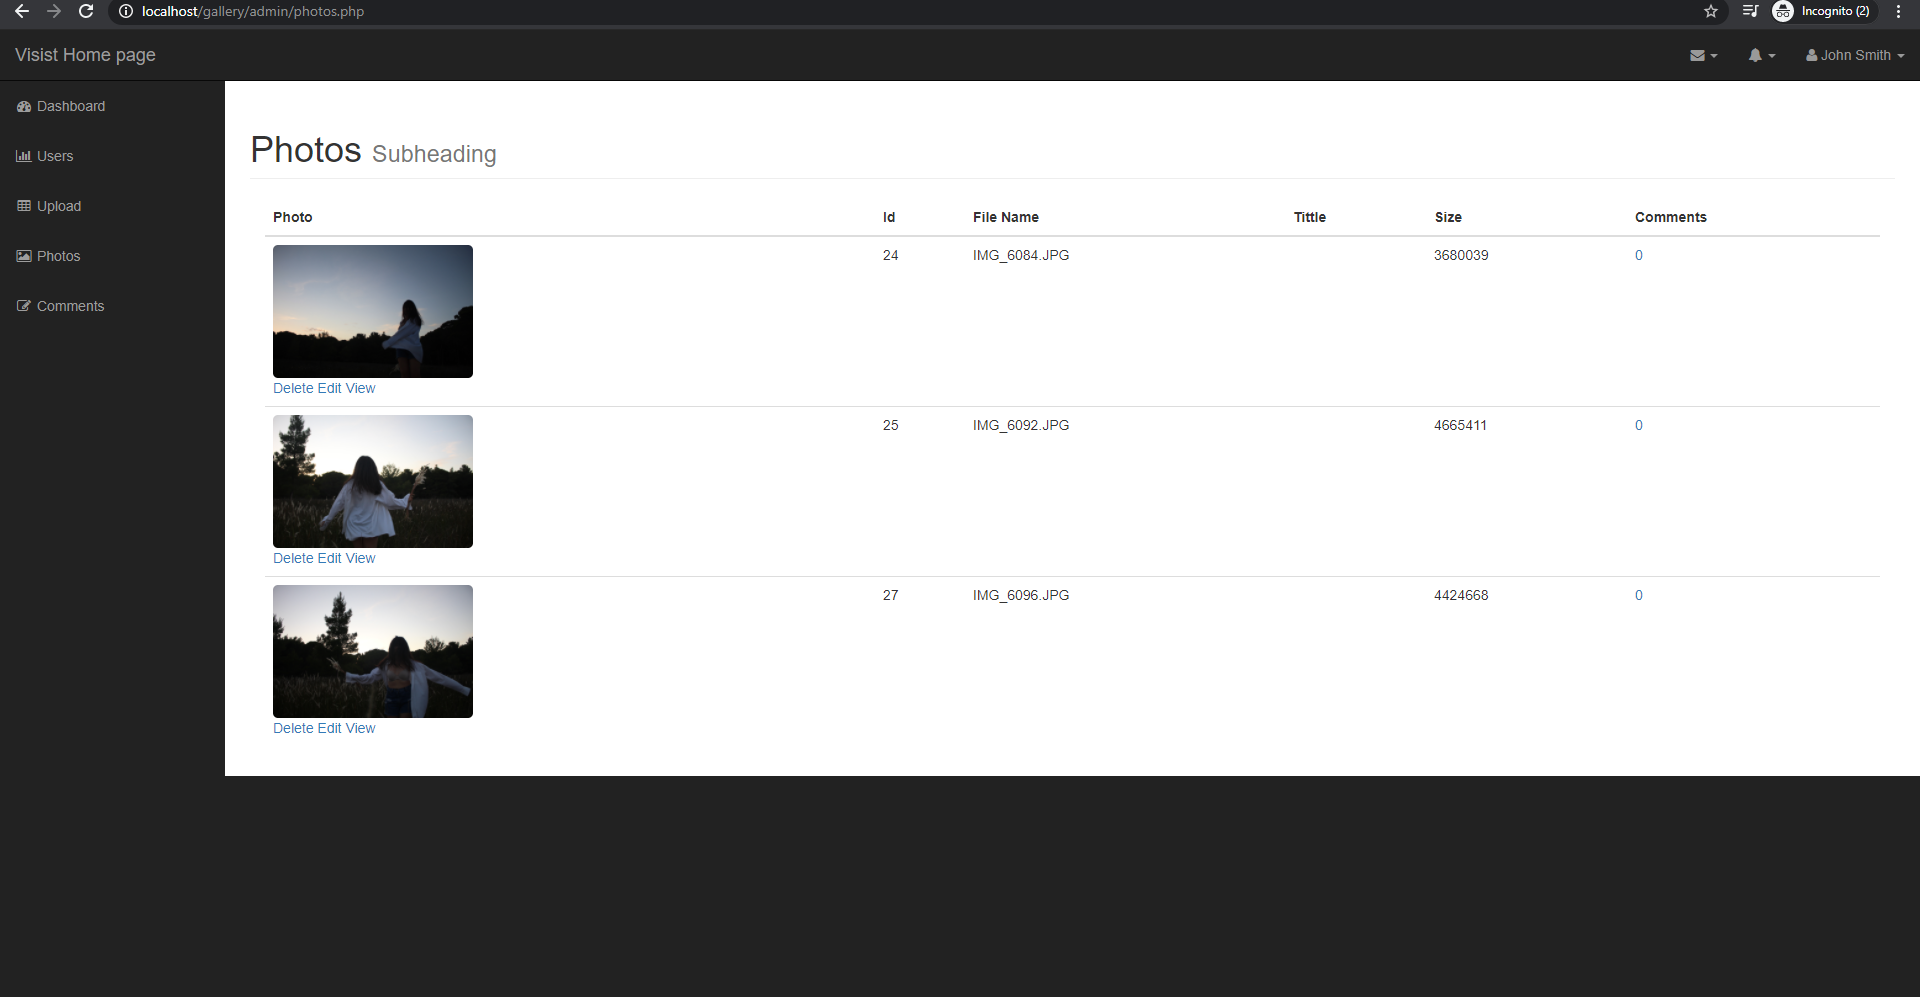 localhost/gallery/admin/photos.php
Incognito (2)
Visist Home page
John Smith
Dashboard
Users
Upload
Photos
Comments
Photos Subheading
Photo Id File Name Tittle Size Comments
24 IMG_6084.JPG 3680039 0
Delete Edit View
25 IMG_6092.JPG 4665411 0
Delete Edit View
27 IMG_6096.JPG 4424668 0
Delete Edit View